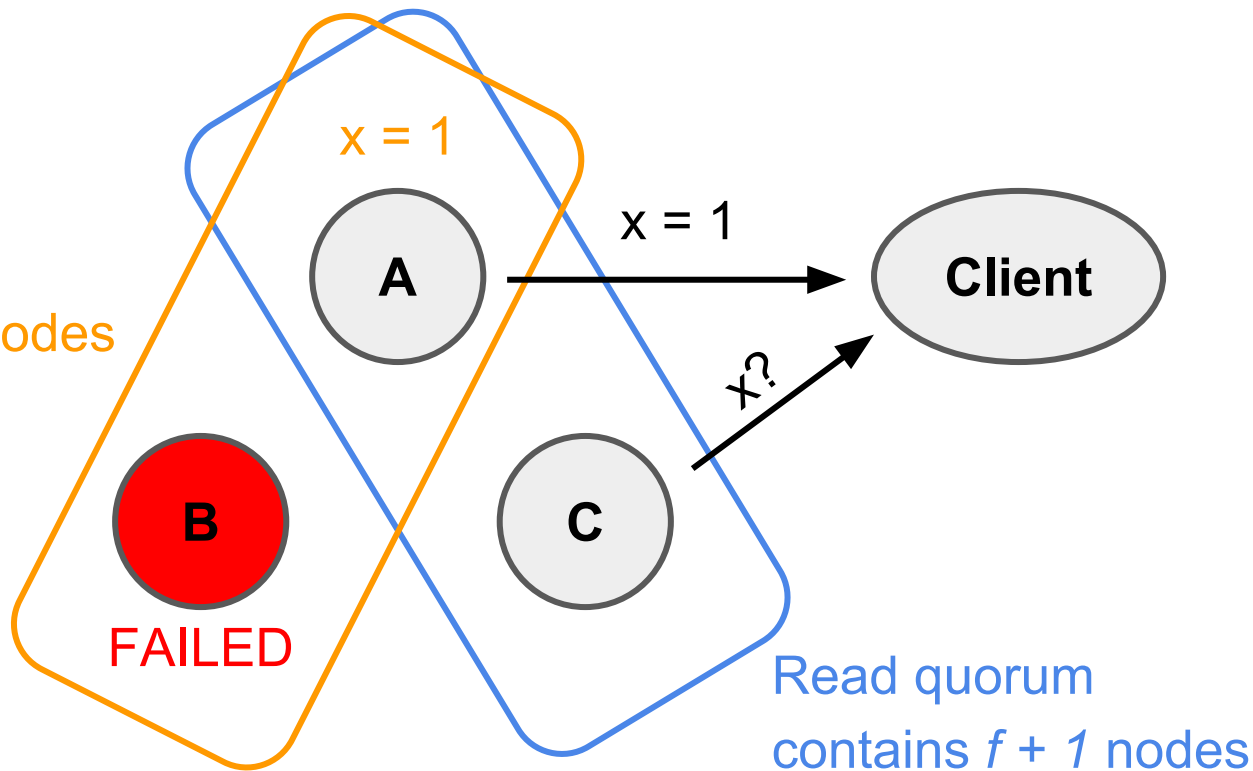 x = 1
x = 1
A
Client
odes
x?
B
C
FAILED
Read quorum
contains f + 1 nodes